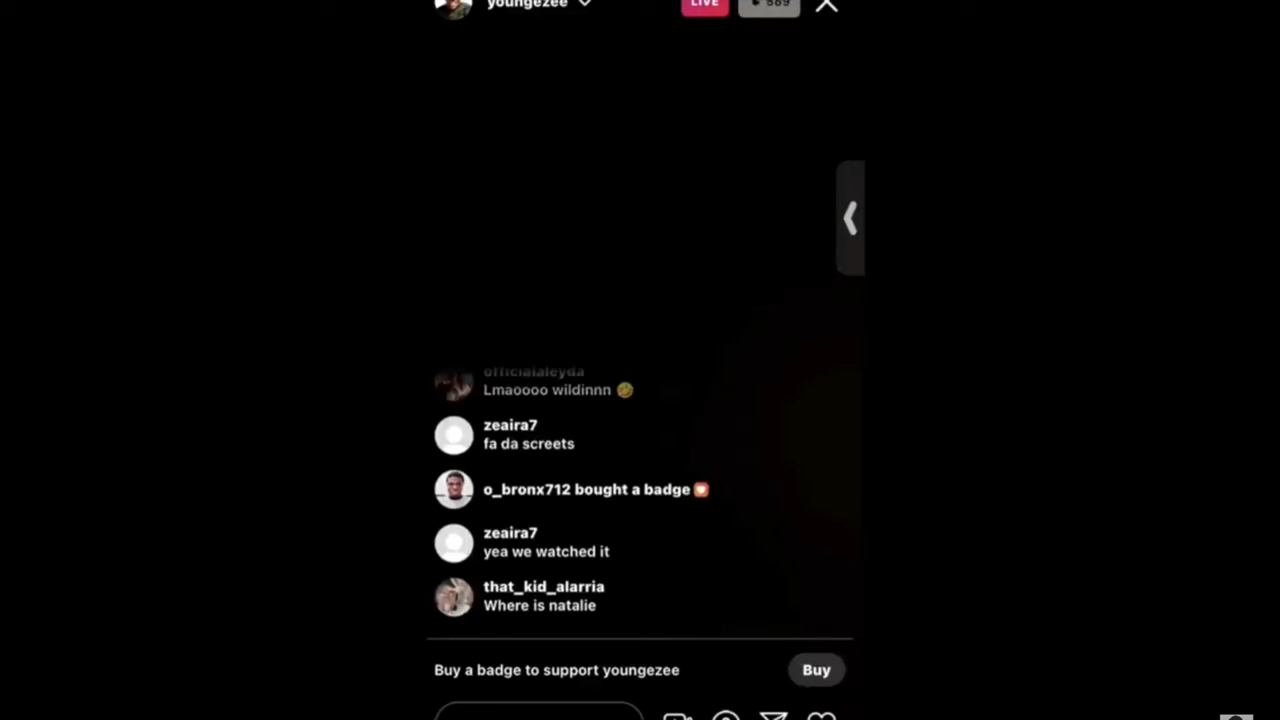 youngezee
LIVE
569
officialaleyda
Lmaoooo wildinnn 🤣
zeaira7
fa da screets
o_bronx712 bought a badge
zeaira7
yea we watched it
that_kid_alarria
Where is natalie
Buy a badge to support youngezee
Buy